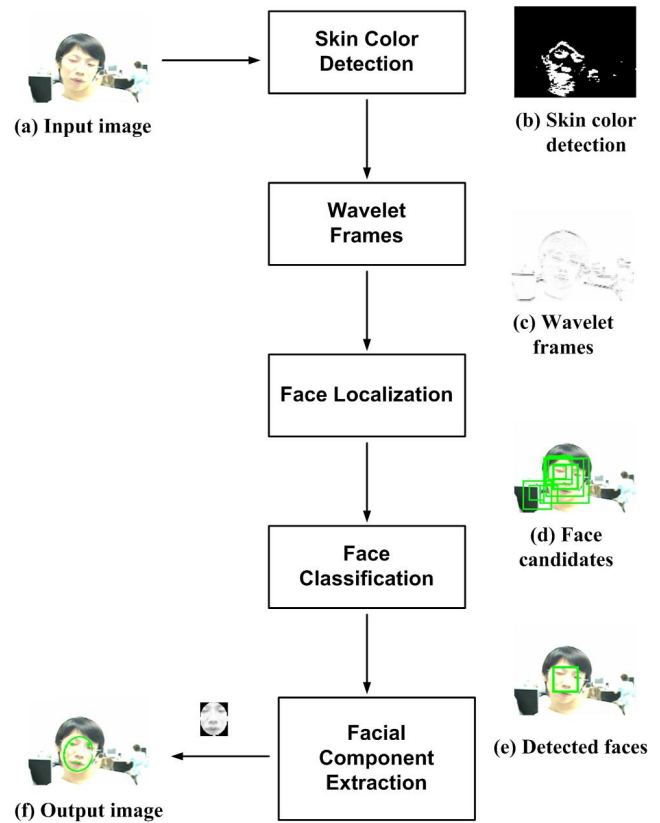 Skin Color
Detection
(a) Input image
(b) Skin color
detection
Wavelet
Frames
(c) Wavelet
frames
Face Localization
(d) Face
candidates
Face
Classification
(e) Detected faces
Facial
Component
Extraction
(f) Output image